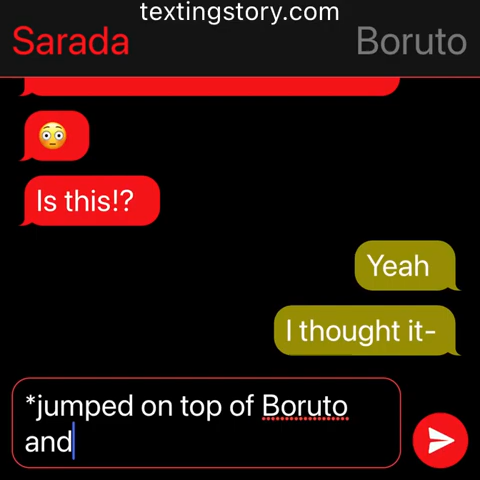 textingstory.com
Sarada Boruto
😳
Is this!?
Yeah
I thought it-
*jumped on top of Boruto
and